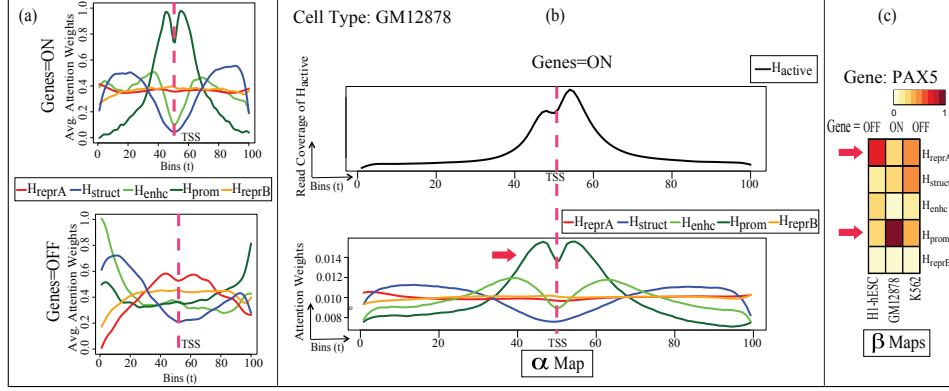 (a)
Genes=ON
Avg. Attention Weights
0.0 0.2 0.4 0.6 0.8 1.0
TSS
0 20 40 60 80 100
Bins (t)
HreprA Hstruct Henhc Hprom HreprB
Genes=OFF
Avg. Attention Weights
0.0 0.2 0.4 0.6 0.8 1.0
TSS
0 20 40 60 80 100
Bins (t)
Cell Type: GM12878
(b)
Genes=ON
Hactive
Read Coverage of Hactive
Bins (t)
0 20 40 60 80 100
TSS
HreprA Hstruct Henhc Hprom HreprB
Attention Weights
0.014
0.012
0.010
0.008
Bins (t)
0 20 40 60 80 100
TSS
α Map
(c)
Gene: PAX5
0 1
Gene = OFF ON OFF
HreprA
Hstruct
Henhc
Hprom
HreprB
H1-hESC
GM12878
K562
β Maps